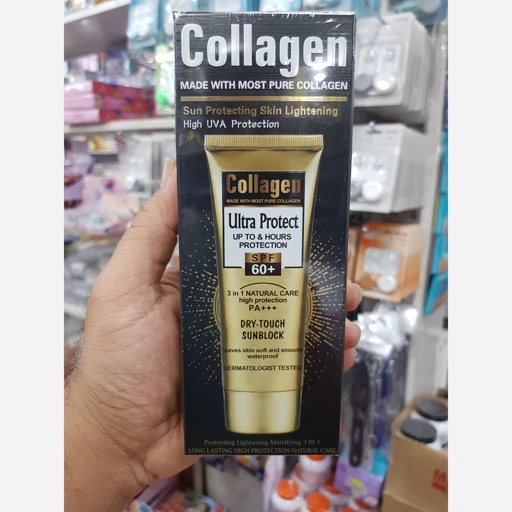 Collagen
MADE WITH MOST PURE COLLAGEN
Sun Protecting Skin Lightening
High UVA Protection
Collagen
MADE WITH MOST PURE COLLAGEN
Ultra Protect
UP TO & HOURS
PROTECTION
SPF
60+
3 in 1 NATURAL CARE
high protection
PA+++
DRY-TOUCH
SUNBLOCK
eaves skin soft and smooth
waterproof
DERMATOLOGIST TESTED
Protecting Lightening Mattifying 3 IN 1
LONG LASTING HIGH PROTECTION NATURAL CARE